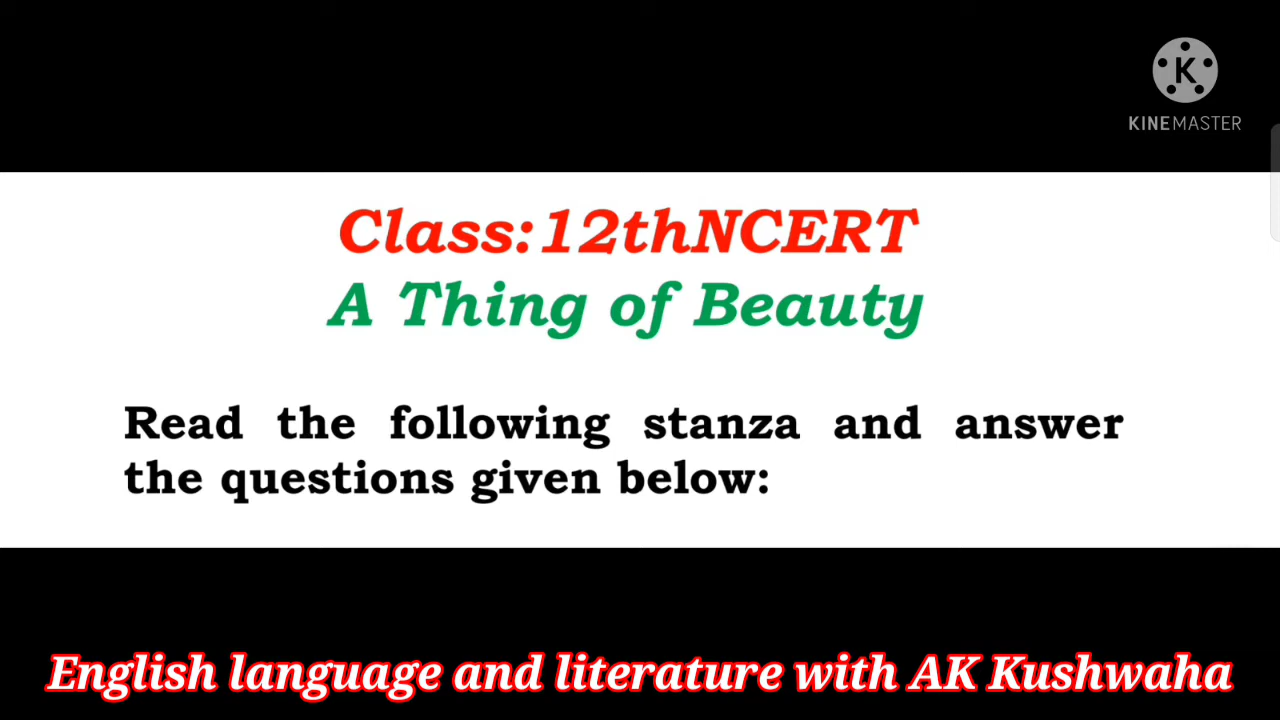 K
KINEMASTER
Class:12thNCERT
A Thing of Beauty
Read the following stanza and answer
the questions given below:
English language and literature with AK Kushwaha